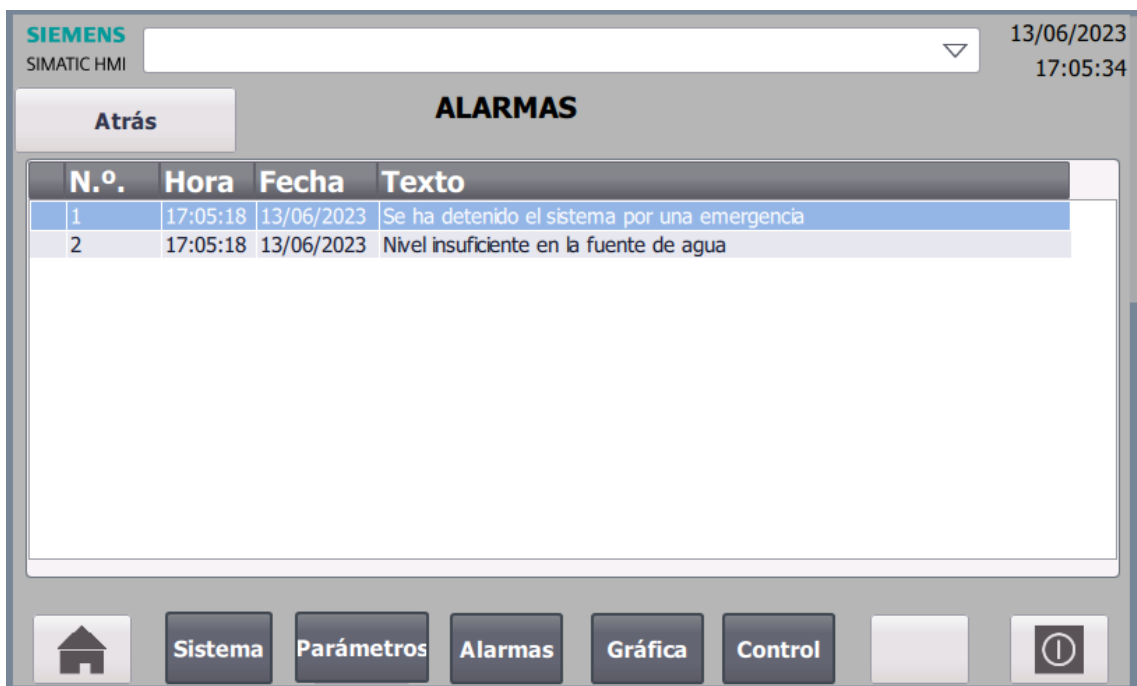 SIEMENS
SIMATIC HMI
13/06/2023
17:05:34
Atrás
ALARMAS
N.º. Hora Fecha Texto
1 17:05:18 13/06/2023 Se ha detenido el sistema por una emergencia
2 17:05:18 13/06/2023 Nivel insuficiente en la fuente de agua
Sistema Parámetros Alarmas Gráfica Control